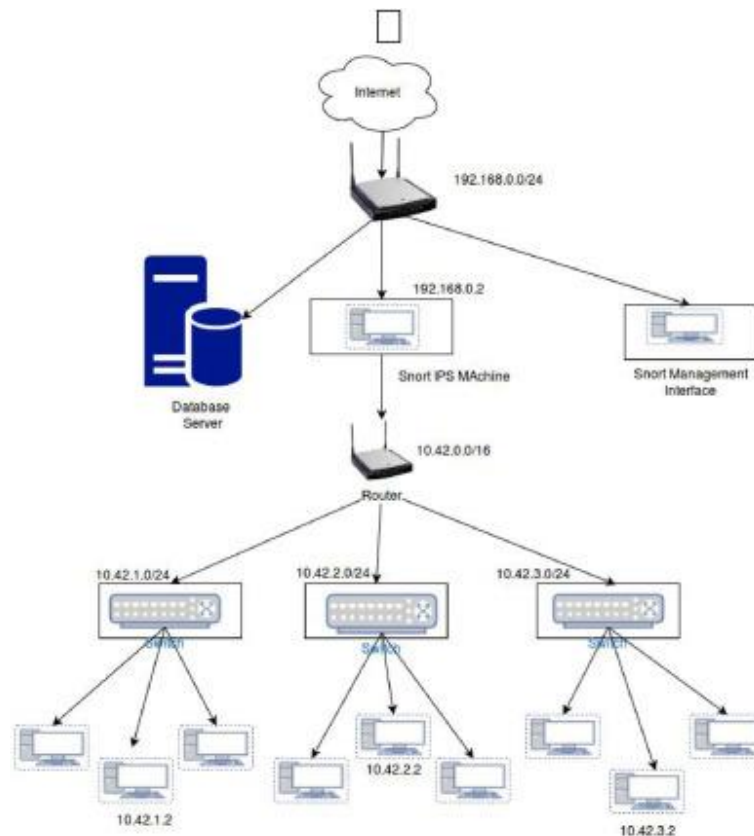 Internet
192.168.0.0/24
192.168.0.2
Snort IPS MAchine
Snort Management
Interface
Database
Server
10.42.0.0/16
Router
10.42.1.0/24
10.42.2.0/24
10.42.3.0/24
Switch
Switch
Switch
10.42.2.2
10.42.1.2
10.42.3.2